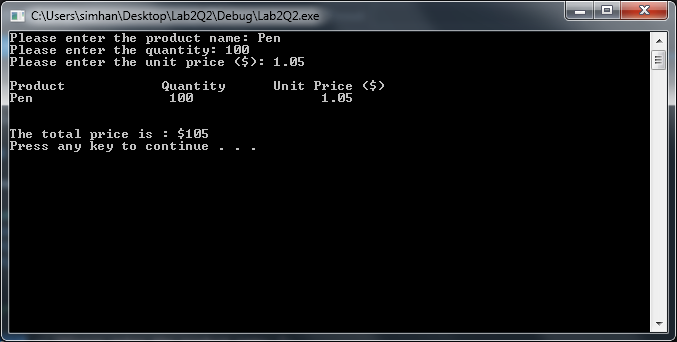 C:\Users\simhan\Desktop\Lab2Q2\Debug\Lab2Q2.exe
Please enter the product name: Pen
Please enter the quantity: 100
Please enter the unit price ($): 1.05
Product Quantity Unit Price ($)
Pen 100 1.05
The total price is : $105
Press any key to continue . . .